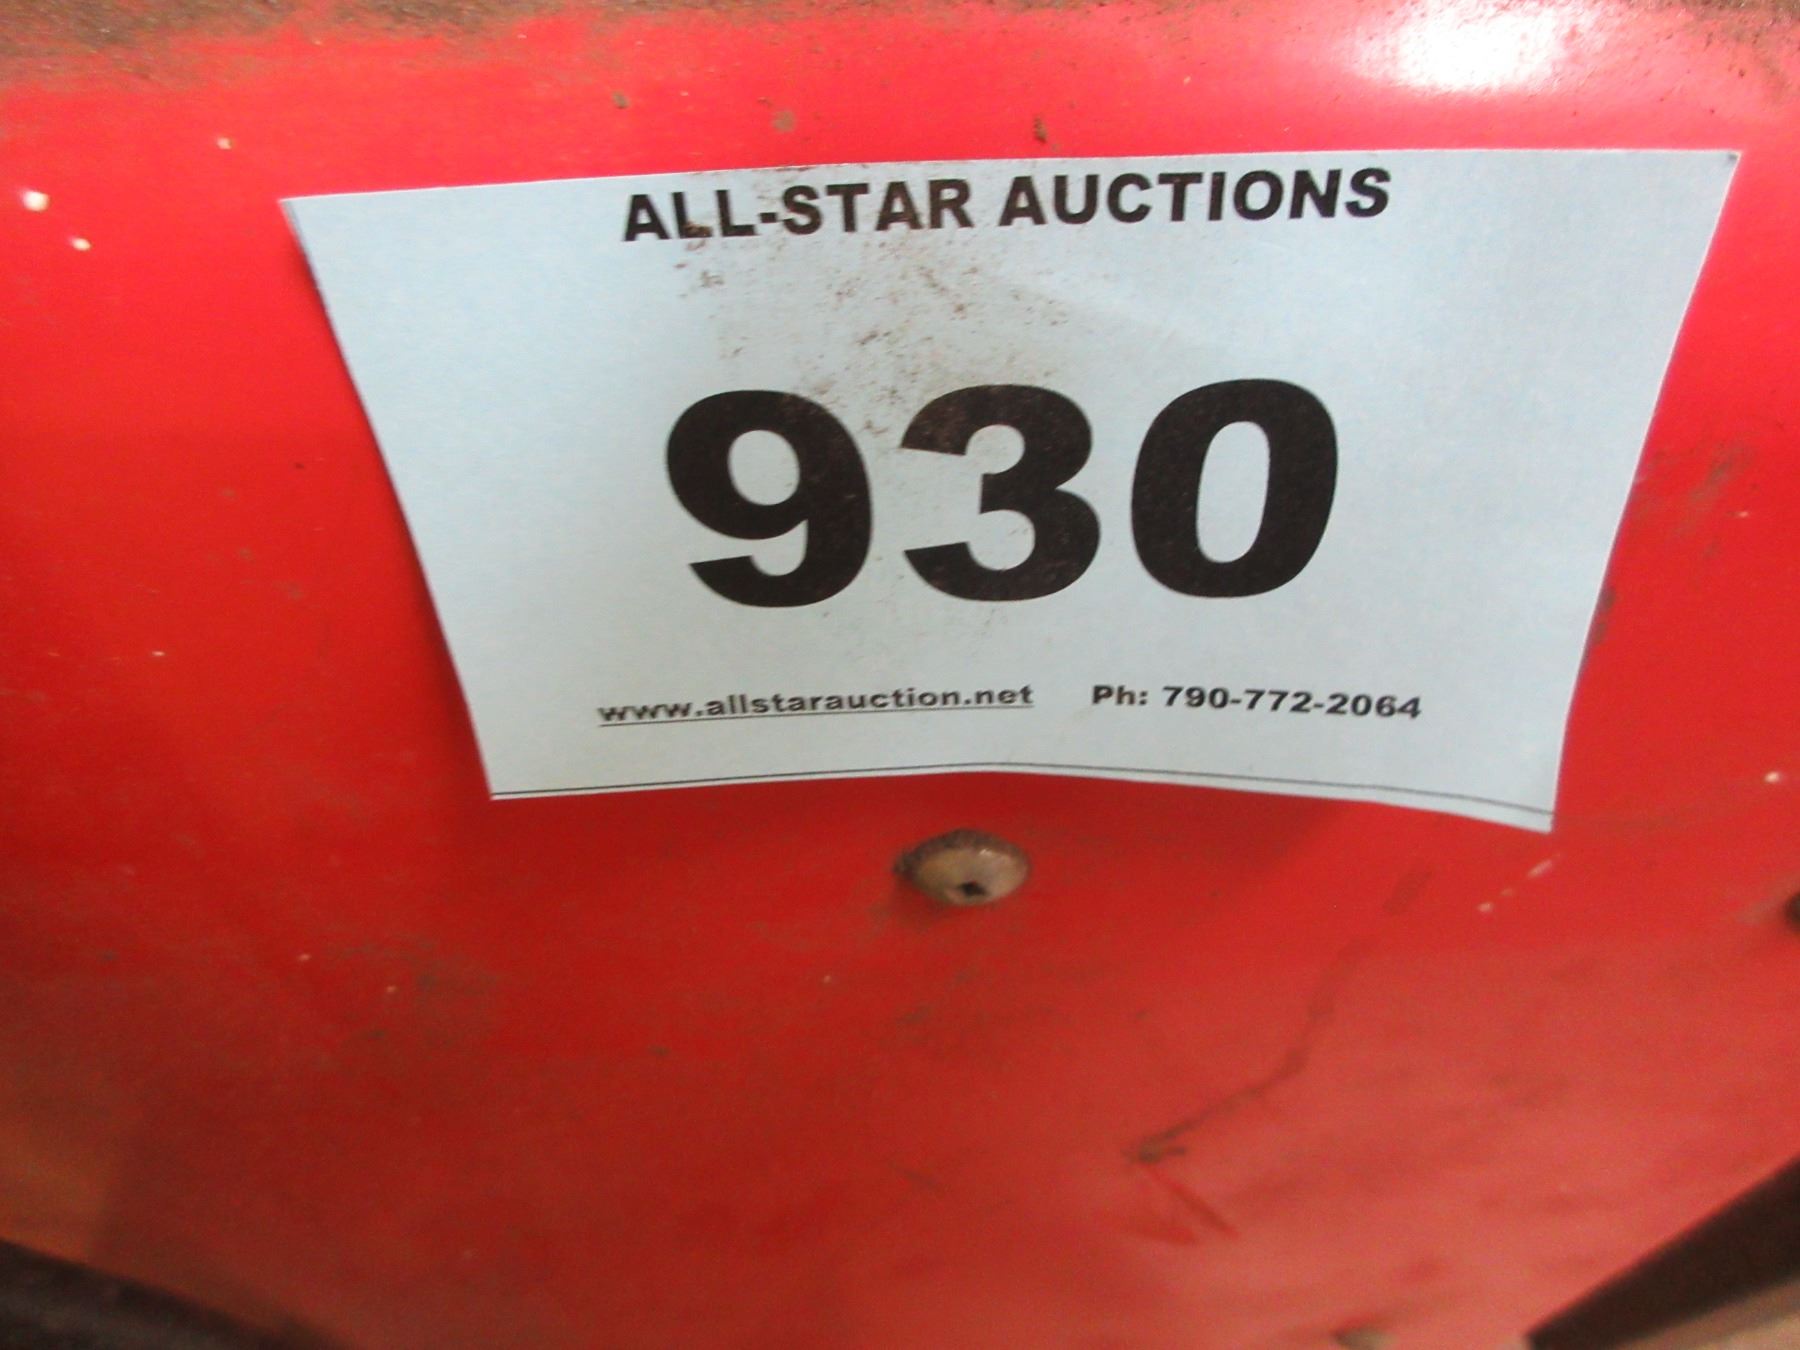 ALL-STAR AUCTIONS
930
www.allstarauction.net Ph: 790-772-2064